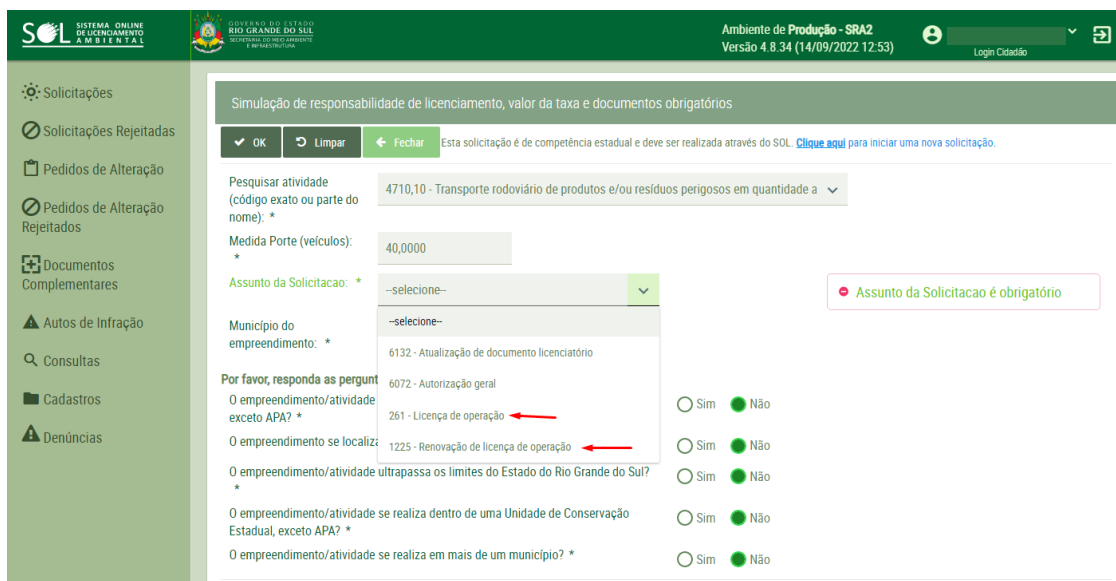 SOL SISTEMA ONLINE
DE LICENCIAMENTO
AMBIENTAL
GOVERNO DO ESTADO
RIO GRANDE DO SUL
SECRETARIA DO MEIO AMBIENTE
E INFRAESTRUTURA
Ambiente de Produção - SRA2
Versão 4.8.34 (14/09/2022 12:53)
Login Cidadão
Solicitações
Solicitações Rejeitadas
Pedidos de Alteração
Pedidos de Alteração
Rejeitados
Documentos
Complementares
Autos de Infração
Consultas
Cadastros
Denúncias
Simulação de responsabilidade de licenciamento, valor da taxa e documentos obrigatórios
OK Limpar Fechar Esta solicitação é de competência estadual e deve ser realizada através do SOL. Clique aqui para iniciar uma nova solicitação.
Pesquisar atividade
(código exato ou parte do
nome): *
4710,10 - Transporte rodoviário de produtos e/ou resíduos perigosos em quantidade a
Medida Porte (veículos):
*
40,0000
Assunto da Solicitacao: *
--selecione--
Assunto da Solicitacao é obrigatório
--selecione--
6132 - Atualização de documento licenciatório
6072 - Autorização geral
261 - Licença de operação
1225 - Renovação de licença de operação
Município do
empreendimento: *
Por favor, responda as pergunt
O empreendimento/atividade
exceto APA? *
Sim Não
O empreendimento se localiza
Sim Não
O empreendimento/atividade ultrapassa os limites do Estado do Rio Grande do Sul?
*
Sim Não
O empreendimento/atividade se realiza dentro de uma Unidade de Conservação
Estadual, exceto APA? *
Sim Não
O empreendimento/atividade se realiza em mais de um município? *
Sim Não